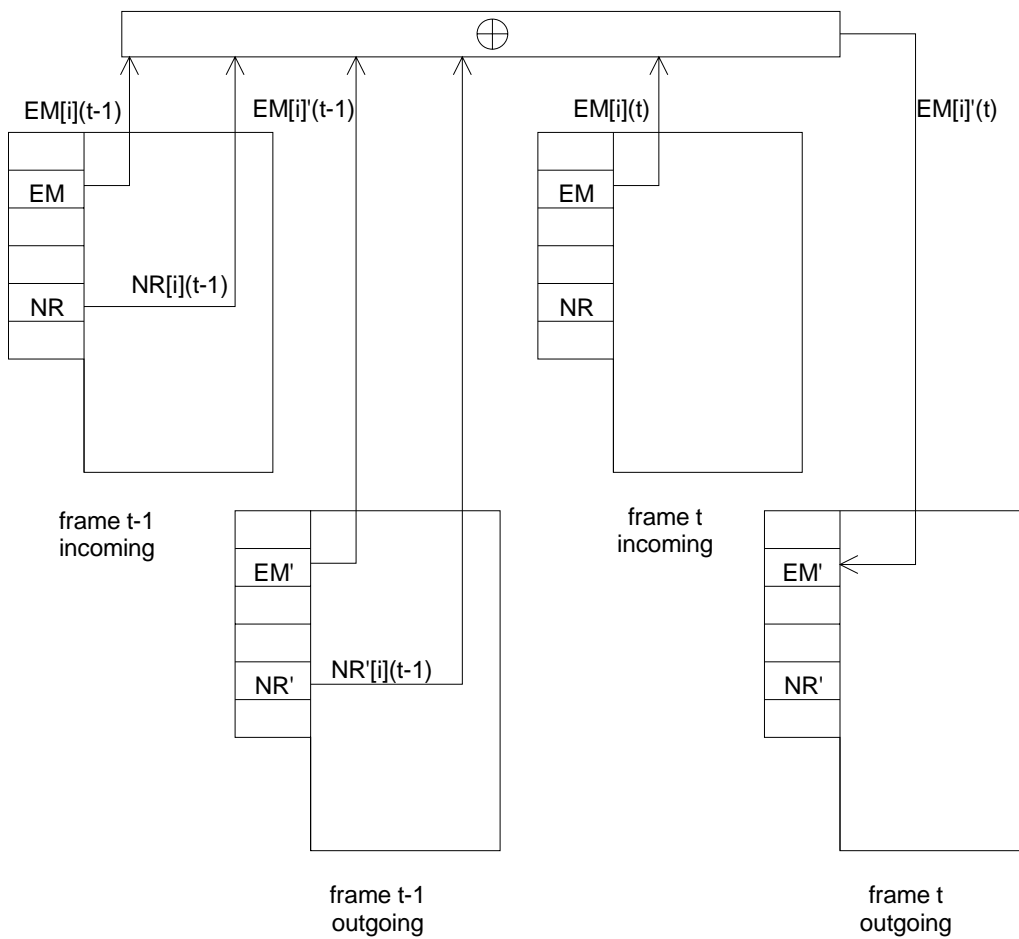 EM[i](t-1)
EM[i]'(t-1)
EM[i](t)
EM[i]'(t)
EM
EM
NR[i](t-1)
NR
NR
frame t-1
incoming
frame t
incoming
EM'
EM'
NR'[i](t-1)
NR'
NR'
frame t-1
outgoing
frame t
outgoing